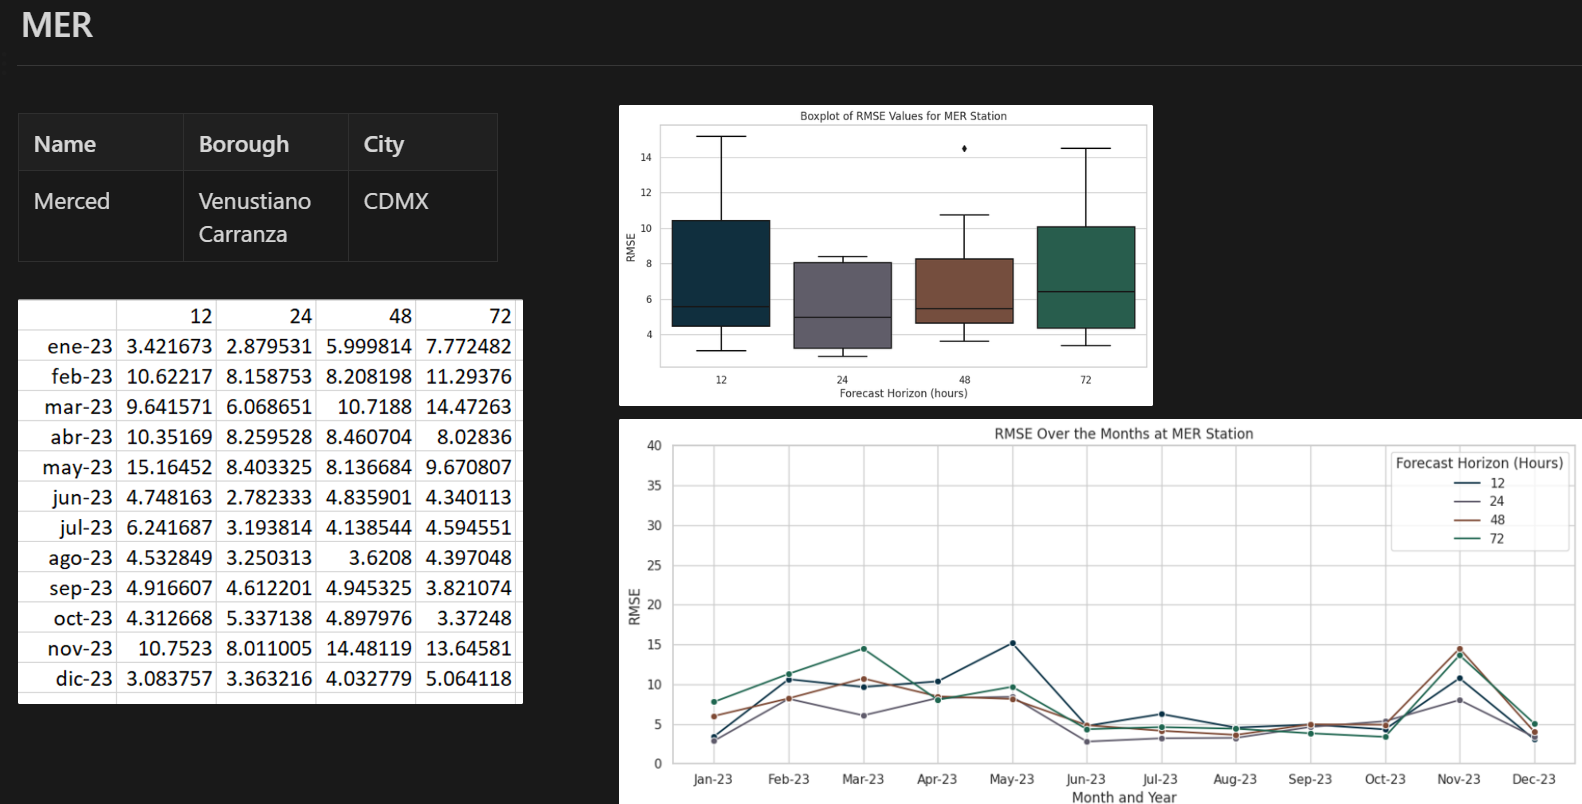 MER
Name Borough City
Merced Venustiano Carranza CDMX
12 24 48 72
ene-23 3.421673 2.879531 5.999814 7.772482
feb-23 10.62217 8.158753 8.208198 11.29376
mar-23 9.641571 6.068651 10.7188 14.47263
abr-23 10.35169 8.259528 8.460704 8.02836
may-23 15.16452 8.403325 8.136684 9.670807
jun-23 4.748163 2.782333 4.835901 4.340113
jul-23 6.241687 3.193814 4.138544 4.594551
ago-23 4.532849 3.250313 3.6208 4.397048
sep-23 4.916607 4.612201 4.945325 3.821074
oct-23 4.312668 5.337138 4.897976 3.37248
nov-23 10.7523 8.011005 14.48119 13.64581
dic-23 3.083757 3.363216 4.032779 5.064118
Boxplot of RMSE Values for MER Station
RMSE
14
12
10
8
6
4
12 24 48 72
Forecast Horizon (hours)
RMSE Over the Months at MER Station
RMSE
40
35
30
25
20
15
10
5
0
Forecast Horizon (Hours)
12
24
48
72
Jan-23 Feb-23 Mar-23 Apr-23 May-23 Jun-23 Jul-23 Aug-23 Sep-23 Oct-23 Nov-23 Dec-23
Month and Year